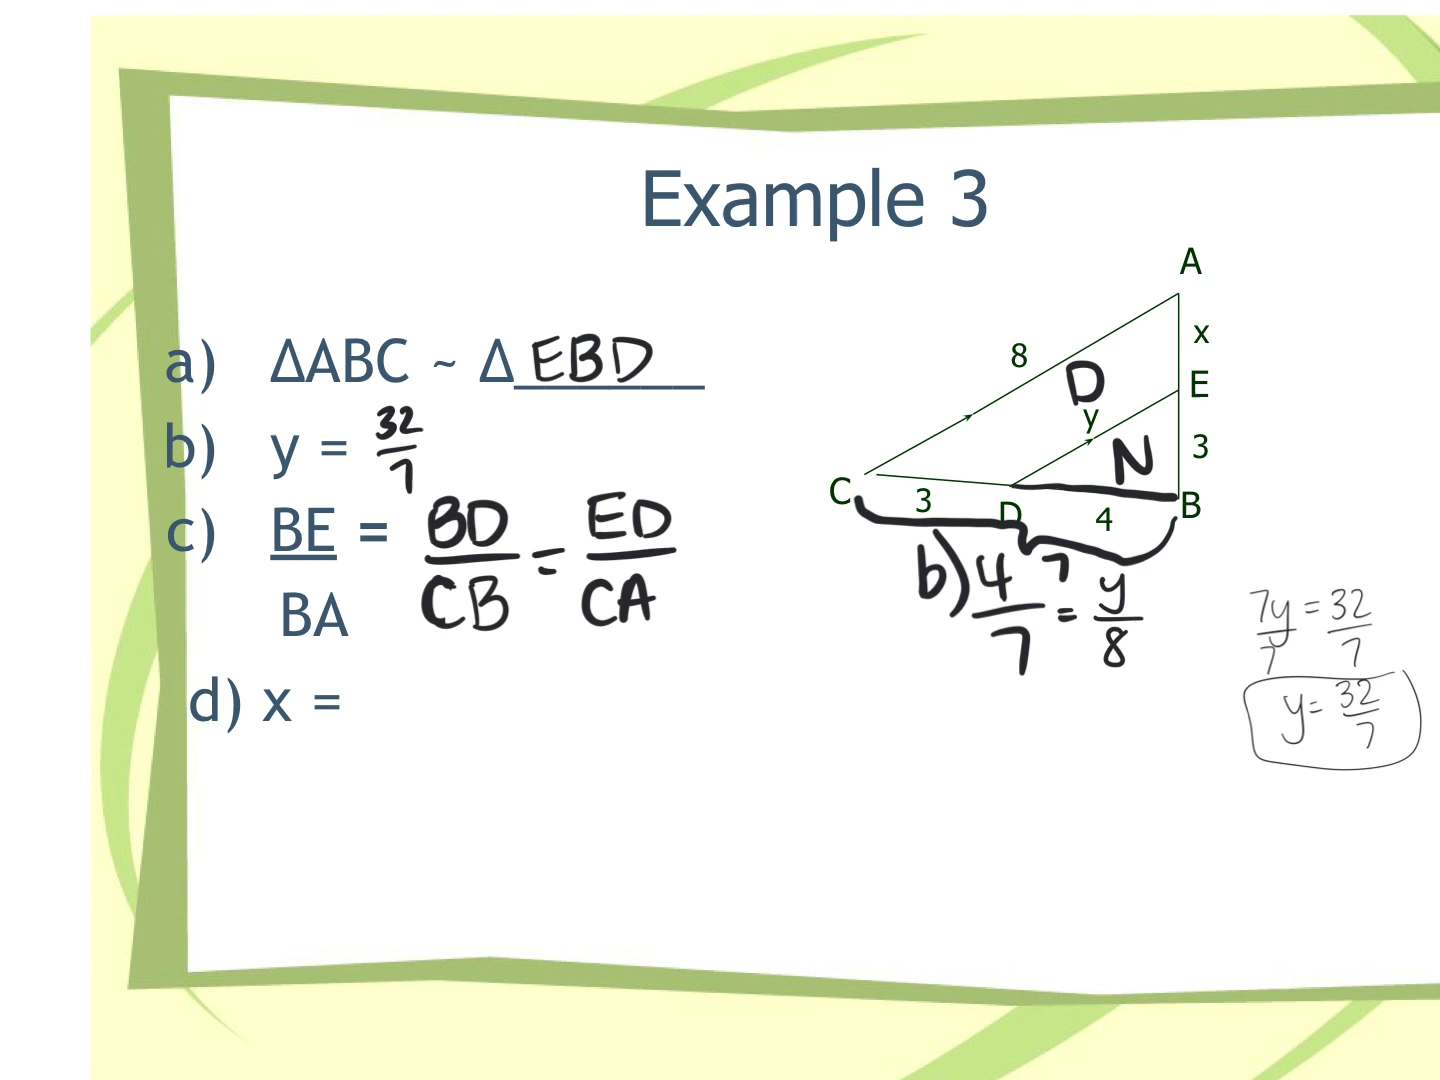 Example 3
a) ΔABC ~ Δ EBD
b) y = 32/7
c) BE/BA = BD/CB = ED/CA
d) x =
A
x
8
D
E
y
3
N
C
3
D
4
B
7
b) 4/7 = y/8
7y/7 = 32/7
y = 32/7